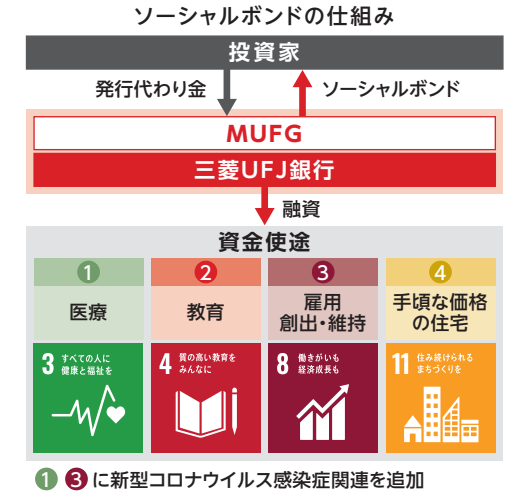 ソーシャルボンドの仕組み
投資家
発行代わり金
ソーシャルボンド
MUFG
三菱UFJ銀行
融資
資金使途
1
医療
2
教育
3
雇用
創出・維持
4
手頃な価格
の住宅
3 すべての人に
健康と福祉を
4 質の高い教育を
みんなに
8 働きがいも
経済成長も
11 住み続けられる
まちづくりを
1 3 に新型コロナウイルス感染症関連を追加